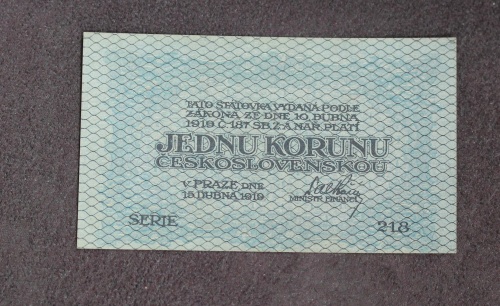 TATO STÁTOVKA VYDANÁ PODLE
ZÁKONA ZE DNE 10. DUBNA
1919 Č. 187 SB. Z. A NAŘ. PLATÍ
JEDNU KORUNU
ČESKOSLOVENSKOU
V PRAZE DNE
15. DUBNA 1919
MINISTR FINANCÍ
SERIE 218